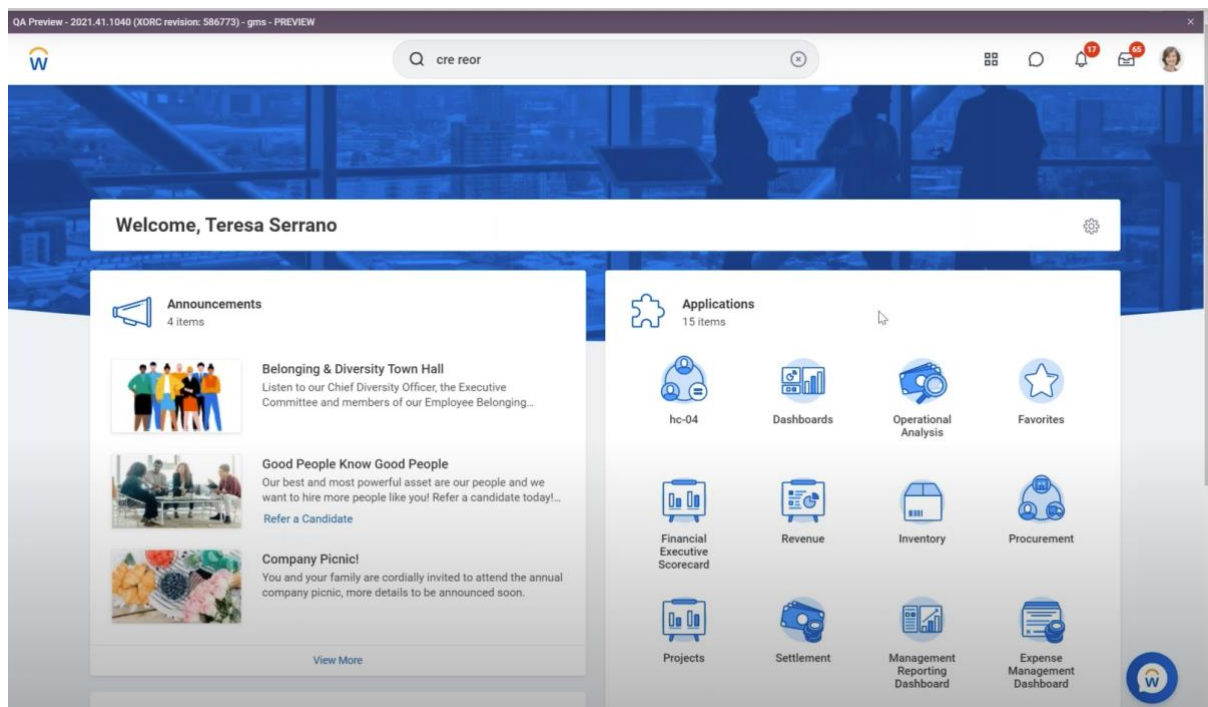 QA Preview - 2021.41.1040 (XORC revision: 586773) - gms - PREVIEW
cre reor
17
65
Welcome, Teresa Serrano
Announcements
4 items
Belonging & Diversity Town Hall
Listen to our Chief Diversity Officer, the Executive
Committee and members of our Employee Belonging...
Good People Know Good People
Our best and most powerful asset are our people and we
want to hire more people like you! Refer a candidate today!...
Refer a Candidate
Company Picnic!
You and your family are cordially invited to attend the annual
company picnic, more details to be announced soon.
View More
Applications
15 items
hc-04
Dashboards
Operational
Analysis
Favorites
Financial
Executive
Scorecard
Revenue
Inventory
Procurement
Projects
Settlement
Management
Reporting
Dashboard
Expense
Management
Dashboard